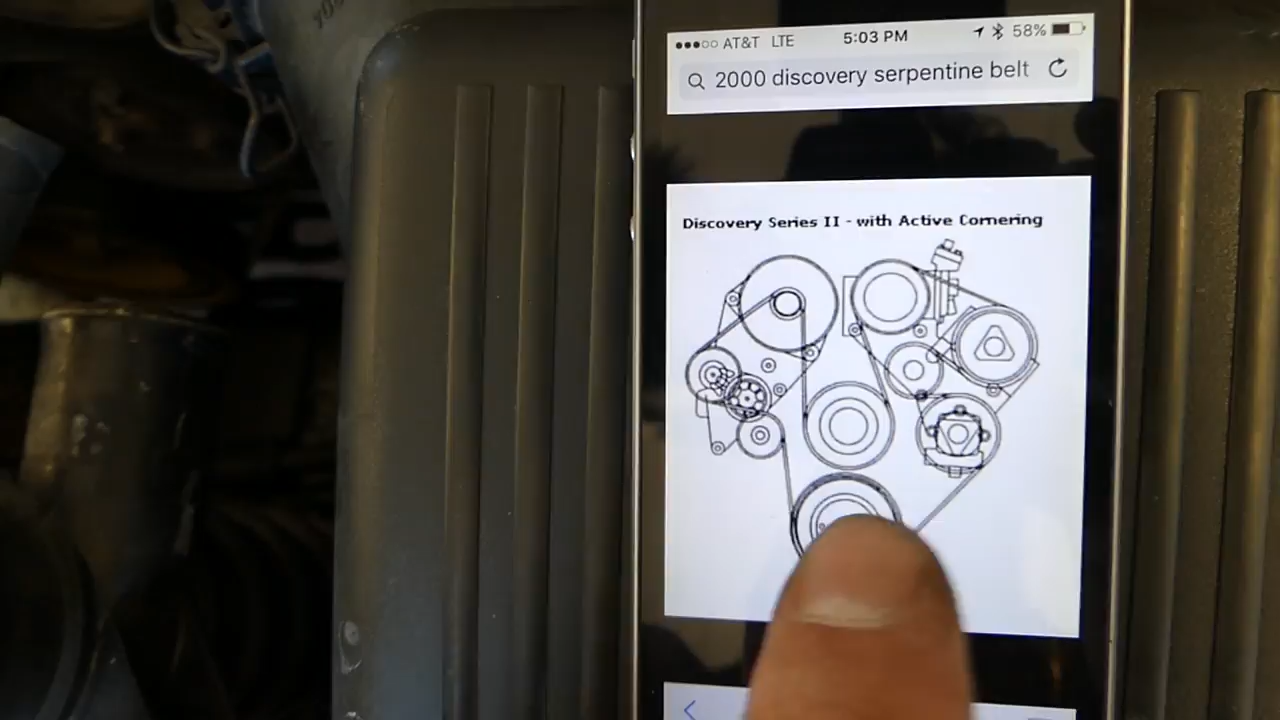 AT&T LTE 5:03 PM 58%
2000 discovery serpentine belt
Discovery Series II - with Active Cornering